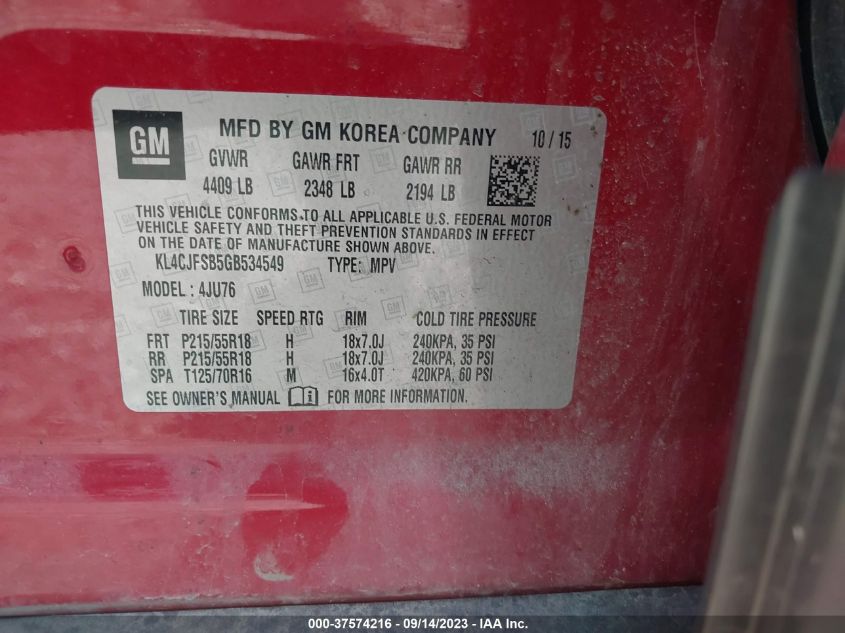 GM MFD BY GM KOREA COMPANY 10/15
GVWR GAWR FRT GAWR RR
4409 LB 2348 LB 2194 LB
THIS VEHICLE CONFORMS TO ALL APPLICABLE U.S. FEDERAL MOTOR
VEHICLE SAFETY AND THEFT PREVENTION STANDARDS IN EFFECT
ON THE DATE OF MANUFACTURE SHOWN ABOVE.
KL4CJFSB5GB534549 TYPE: MPV
MODEL : 4JU76
TIRE SIZE SPEED RTG RIM COLD TIRE PRESSURE
FRT P215/55R18 H 18x7.0J 240KPA, 35 PSI
RR P215/55R18 H 18x7.0J 240KPA, 35 PSI
SPA T125/70R16 M 16x4.0T 420KPA, 60 PSI
SEE OWNER'S MANUAL i FOR MORE INFORMATION.
000-37574216 - 09/14/2023 - IAA Inc.